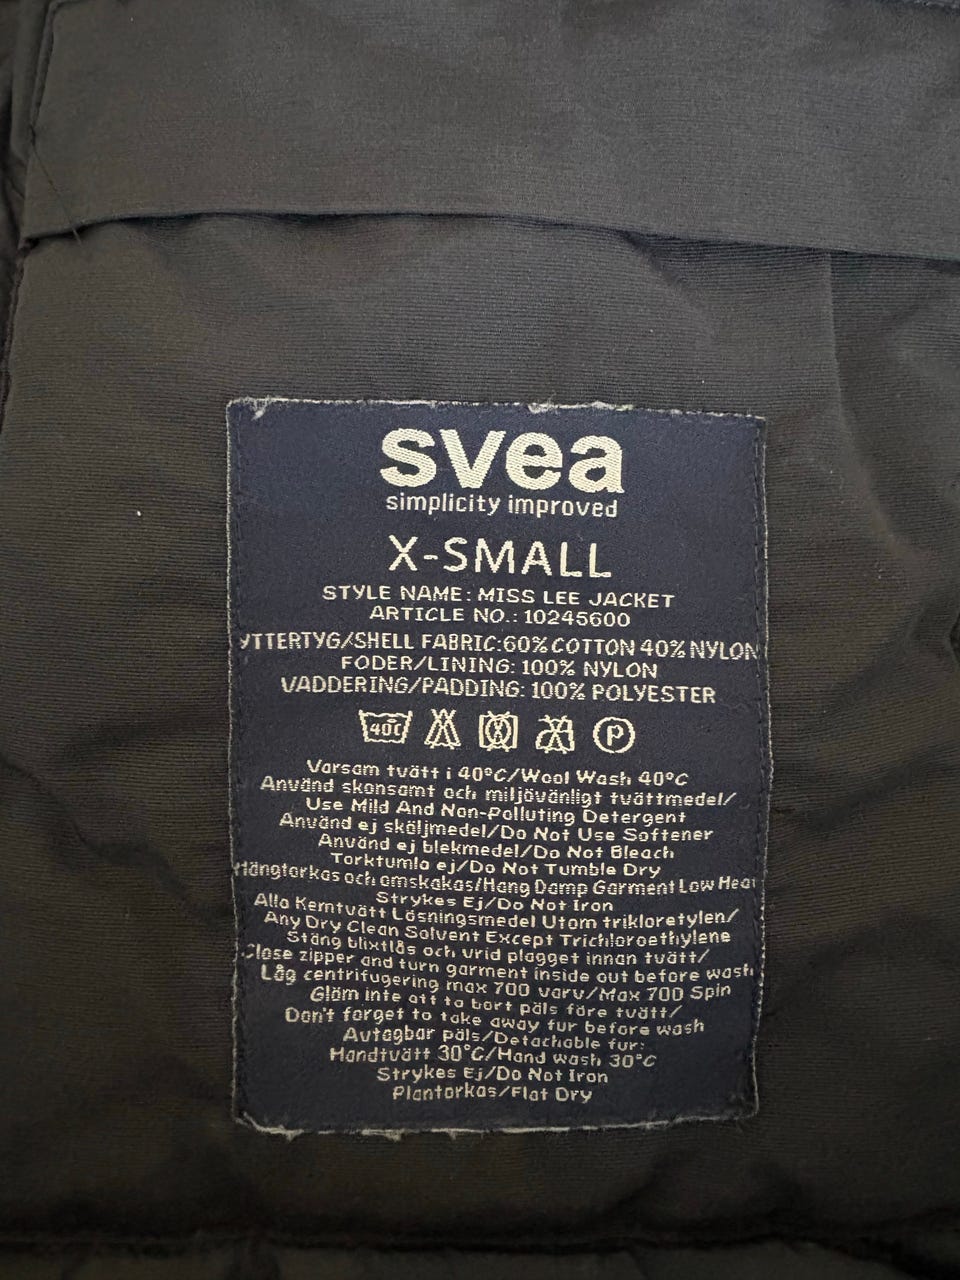 svea
simplicity improved
X-SMALL
STYLE NAME: MISS LEE JACKET
ARTICLE NO.: 10245600
YTTERTYG/SHELL FABRIC:60% COTTON 40% NYLON
FODER/LINING: 100% NYLON
VADDERING/PADDING: 100% POLYESTER
40C P
Varsam tvätt i 40°C/Wool Wash 40°C
Använd skonsamt och miljövänligt tvättmedel/
Use Mild And Non-Polluting Detergent
Använd ej sköljmedel/Do Not Use Softener
Använd ej blekmedel/Do Not Bleach
Torktumla ej/Do Not Tumble Dry
Hängtorkas och omskakas/Hang Damp Garment Low Heat
Strykes Ej/Do Not Iron
Alla Kemtvätt Lösningsmedel Utom trikloretylen/
Any Dry Clean Solvent Except Trichloroethylene
Stäng blixtlås och vrid plagget innan tvätt/
Close zipper and turn garment inside out before wash
Låg centrifugering max 700 varv/Max 700 Spin
Glöm inte att ta bort päls före tvätt/
Don't forget to take away fur before wash
Avtagbar päls/Detachable fur:
Handtvätt 30°C/Hand wash 30°C
Strykes Ej/Do Not Iron
Plantorkas/Flat Dry